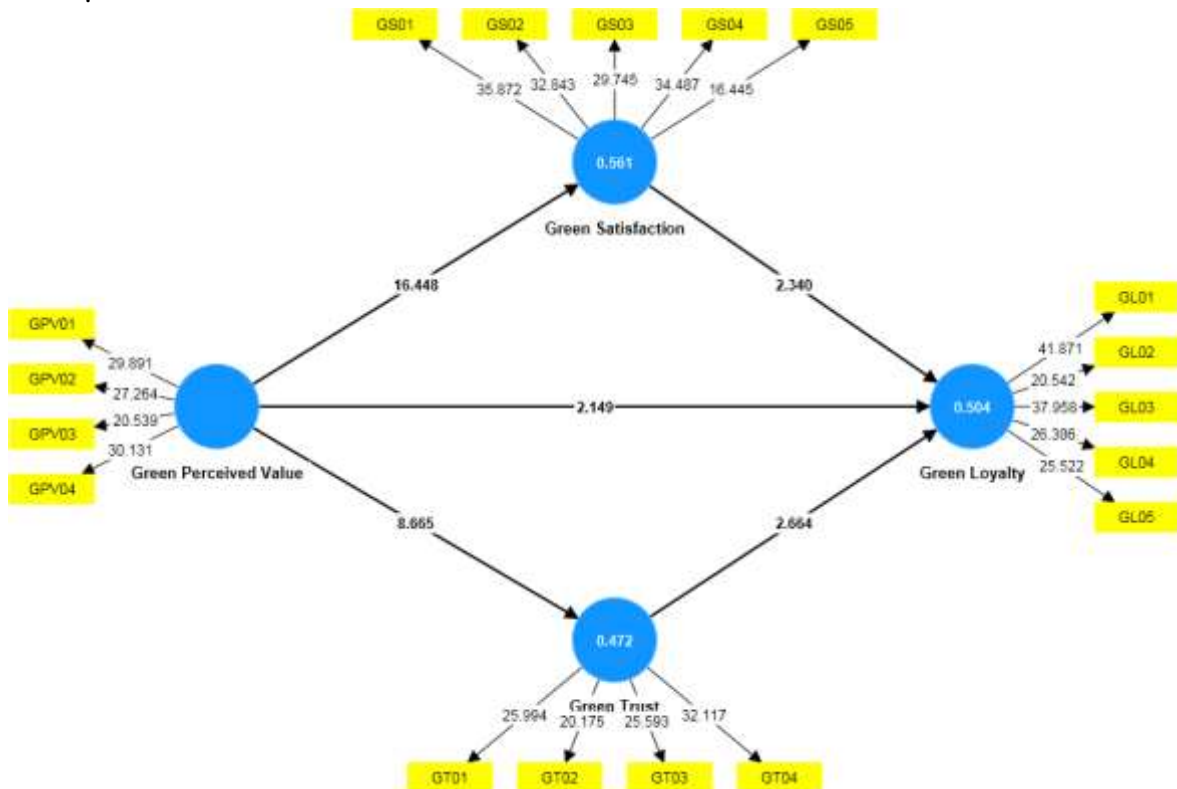 GS01 GS02 GS03 GS04 GS05
35.872 32.843 29.745 34.487 16.445
0.561
Green Satisfaction
16.448 2.340
GPV01
GPV02
GPV03
GPV04
29.891
27.264
20.539
30.131
Green Perceived Value
2.149
GL01
GL02
GL03
GL04
GL05
41.871
20.542
37.958
26.396
25.522
0.504
Green Loyalty
8.665 2.664
0.472
Green Trust
25.994 20.175 25.593 32.117
GT01 GT02 GT03 GT04